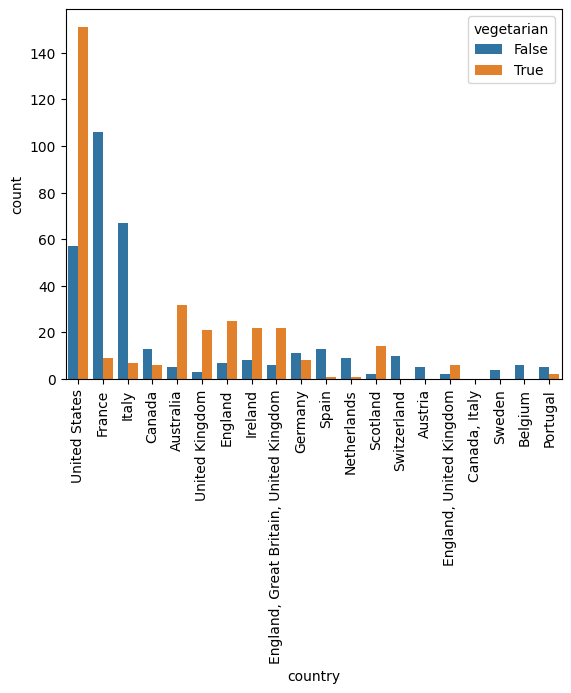 vegetarian
False
True
count
140
120
100
80
60
40
20
0
United States
France
Italy
Canada
Australia
United Kingdom
England
Ireland
England, Great Britain, United Kingdom
Germany
Spain
Netherlands
Scotland
Switzerland
Austria
England, United Kingdom
Canada, Italy
Sweden
Belgium
Portugal
country